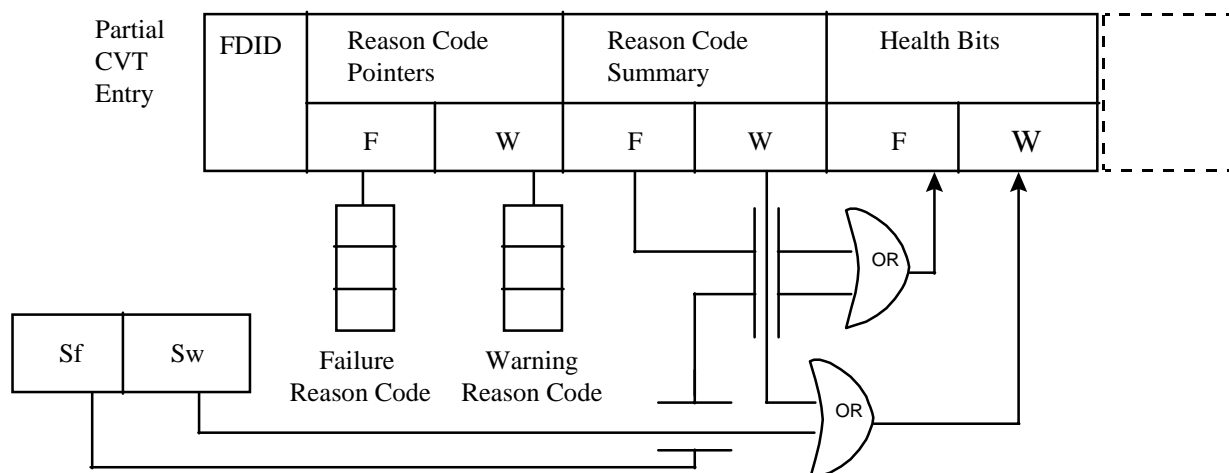 Partial
CVT
Entry
FDID
Reason Code
Pointers
Reason Code
Summary
Health Bits
F
W
F
W
F
W
OR
Sf
Sw
Failure
Reason Code
Warning
Reason Code
OR